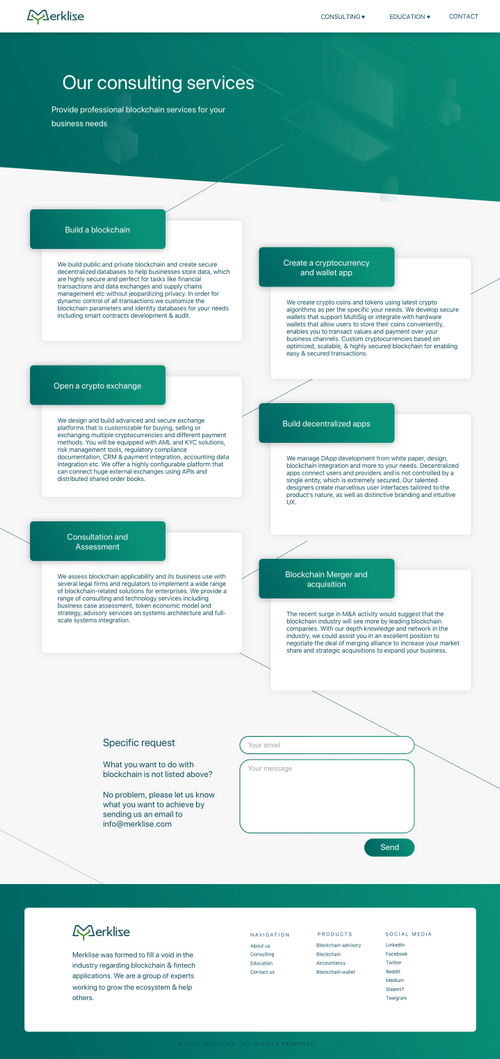 Merklise
CONSULTING ▾
EDUCATION ▾
CONTACT
Our consulting services
Provide professional blockchain services for your
business needs
Build a blockchain
We build public and private blockchain and create secure
decentralized databases to help businesses store data, which
are highly secure and perfect for tasks like financial
transactions and data exchanges and supply chains
management etc without jeopardizing privacy. In order for
dynamic control of all transactions we customize the
blockchain parameters and identity databases for your needs
including smart contracts development & audit.
Create a cryptocurrency
and wallet app
We create crypto coins and tokens using latest crypto
algorithms as per the specific your needs. We develop secure
wallets that support MultiSig or integrate with hardware
wallets that allow users to store their coins conveniently,
enables you to transact values and payment over your
business channels. Custom cryptocurrencies based on
optimized, scalable, & highly secured blockchain for enabling
easy & secured transactions.
Open a crypto exchange
We design and build advanced and secure exchange
platforms that is customizable for buying, selling or
exchanging multiple cryptocurrencies and different payment
methods. You will be equipped with AML and KYC solutions,
risk management tools, regulatory compliance
documentation, CRM & payment integration, accounting data
integration etc. We offer a highly configurable platform that
can connect huge external exchanges using APIs and
distributed shared order books.
Build decentralized apps
We manage DApp development from white paper, design,
blockchain integration and more to your needs. Decentralized
apps connect users and providers and is not controlled by a
single entity, which is extremely secured. Our talented
designers create marvellous user interfaces tailored to the
product's nature, as well as distinctive branding and intuitive
UX.
Consultation and
Assessment
We assess blockchain applicability and its business use with
several leading firms and regulators to implement a wide range
of blockchain-related solutions for enterprises. We provide a
range of consulting and technology services including
business case assessment, token economic model and
strategy, advisory services on systems architecture and full-
scale systems integration.
Blockchain Merger and
acquisition
The recent surge in M&A activity would suggest that the
blockchain industry will see more by leading blockchain
companies. With our depth knowledge and network in the
industry, we could assist you in an excellent position to
negotiate the deal of merging alliance to increase your market
share and strategic acquisitions to expand your business.
Specific request
What you want to do with
blockchain is not listed above?
No problem, please let us know
what you want to achieve by
sending us an email to
info@merklise.com
Your email
Your message
Send
Merklise
Merklise was formed to fill a void in the
industry regarding blockchain & fintech
applications. We are a group of experts
working to grow the ecosystem & help
others.
NAVIGATION
About us
Consulting
Education
Contact us
PRODUCTS
Blockchain advisory
Blockchain
Accountancy
Blockchain wallet
SOCIAL MEDIA
LinkedIn
Facebook
Twitter
Reddit
Medium
SteemIT
Teegram
MERKLISE. ALL RIGHTS RESERVED.